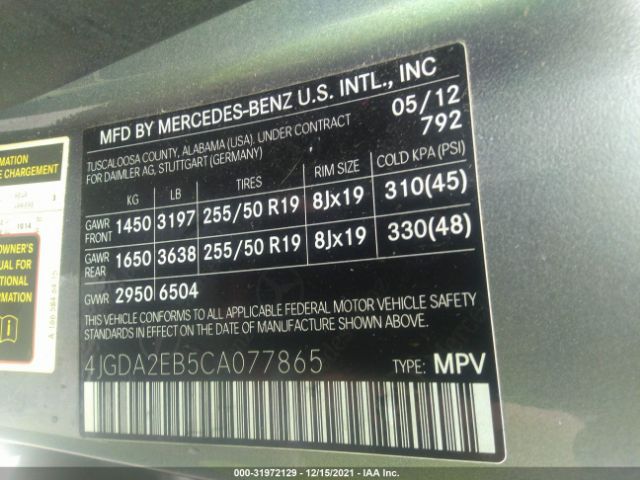 MFD BY MERCEDES-BENZ U.S. INTL., INC
TUSCALOOSA COUNTY, ALABAMA (USA). UNDER CONTRACT
FOR DAIMLER AG, STUTTGART (GERMANY)
05/12
792
KG LB TIRES RIM SIZE COLD KPA (PSI)
GAWR FRONT 1450 3197 255/50 R19 8Jx19 310(45)
GAWR REAR 1650 3638 255/50 R19 8Jx19 330(48)
GVWR 2950 6504
THIS VEHICLE CONFORMS TO ALL APPLICABLE FEDERAL MOTOR VEHICLE SAFETY
STANDARDS IN EFFECT ON THE DATE OF MANUFACTURE SHOWN ABOVE.
4JGDA2EB5CA077865 TYPE: MPV
MATION
E CHARGEMENT
1014
OWNER'S
UAL FOR
TIONAL
RMATION
000-31972129 - 12/15/2021 - IAA Inc.